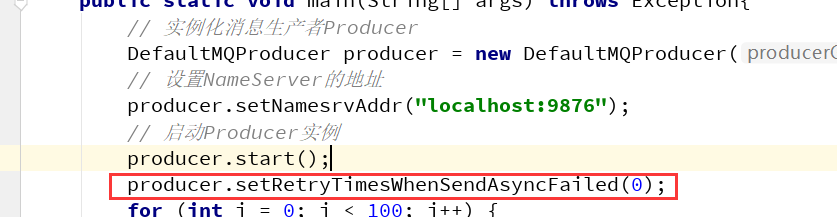 public static void main(String[] args) throws Exception{
// 实例化消息生产者Producer
DefaultMQProducer producer = new DefaultMQProducer(
// 设置NameServer的地址
producer.setNamesrvAddr("localhost:9876");
// 启动Producer实例
producer.start();
producer.setRetryTimesWhenSendAsyncFailed(0);
for (int i = 0; i < 100; i++) {